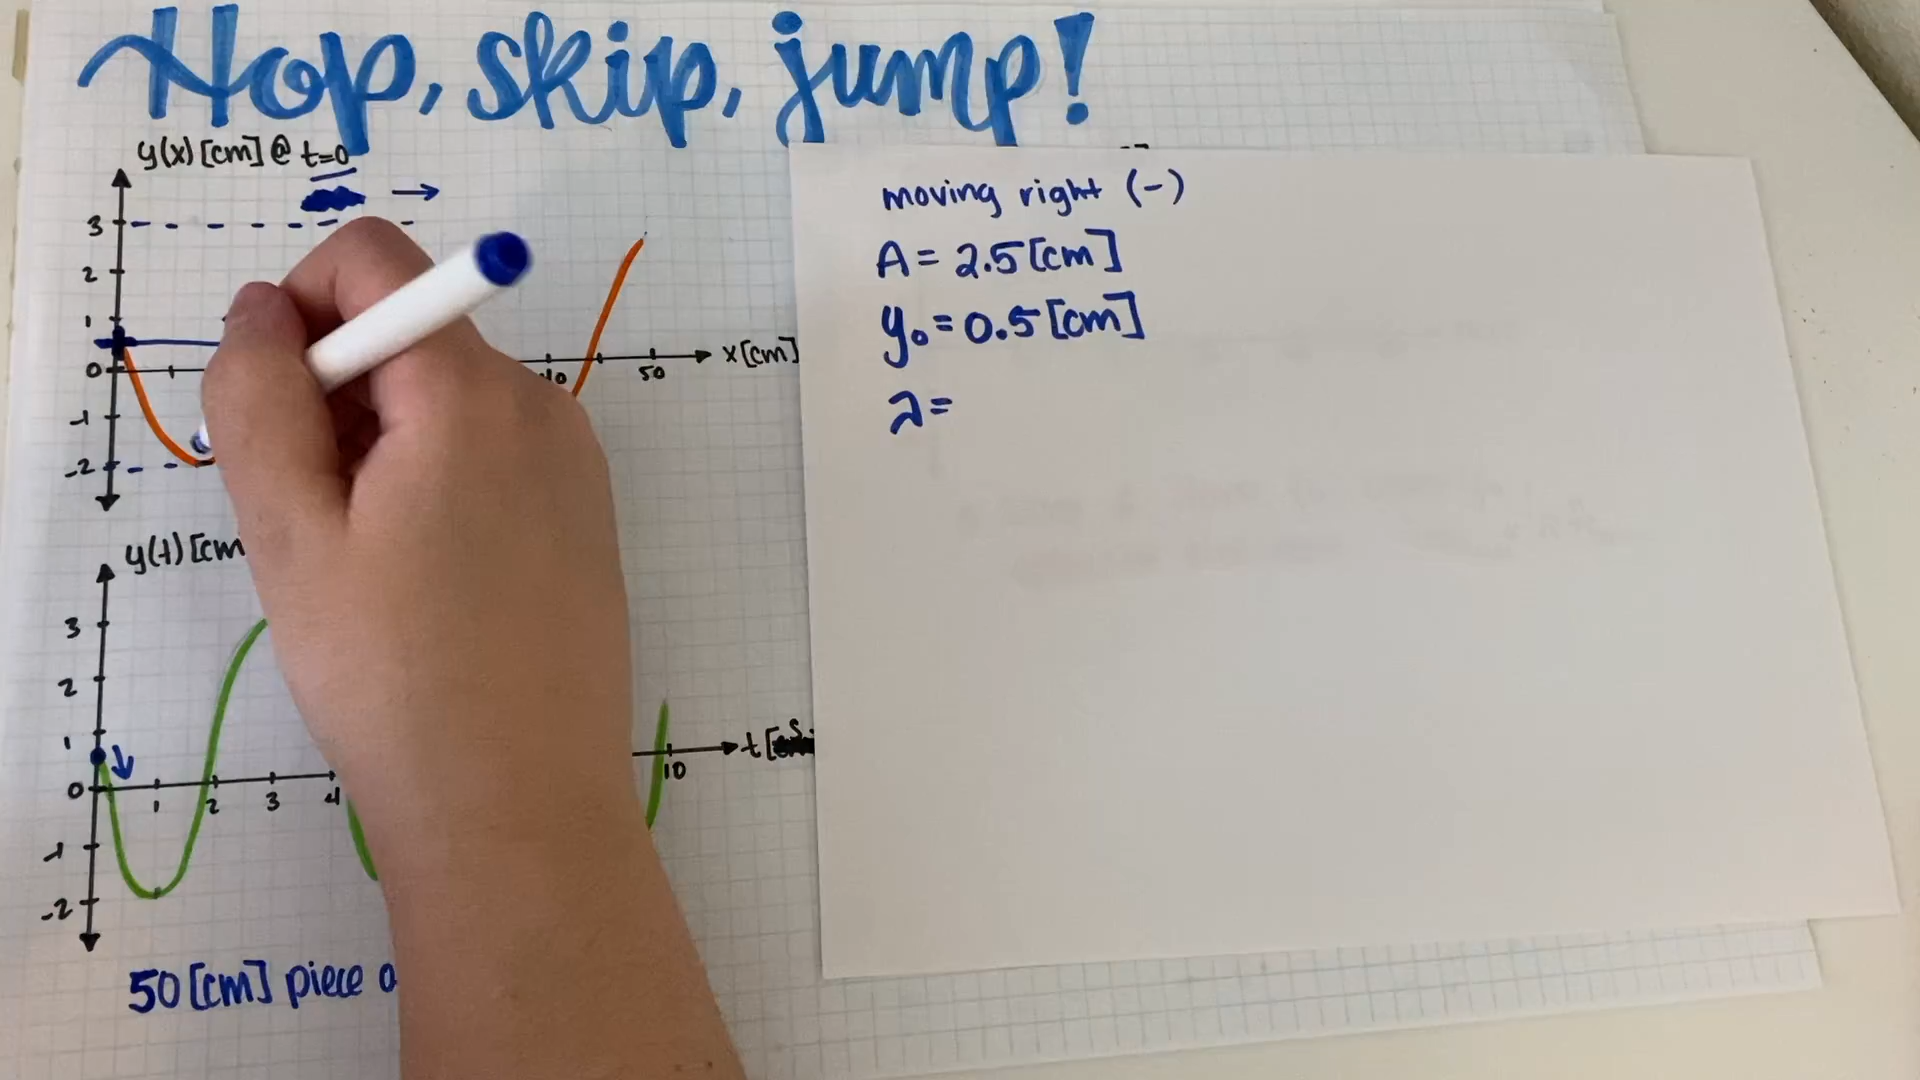 Hop, skip, jump!
y(x) [cm] @ t=0
3
2
1
0
-1
-2
50
x [cm]
y(t) [cm
3
2
1
0
-1
-2
1
2
3
4
10
t [s
50 [cm] piece
moving right (-)
A = 2.5 [cm]
y₀ = 0.5 [cm]
λ =